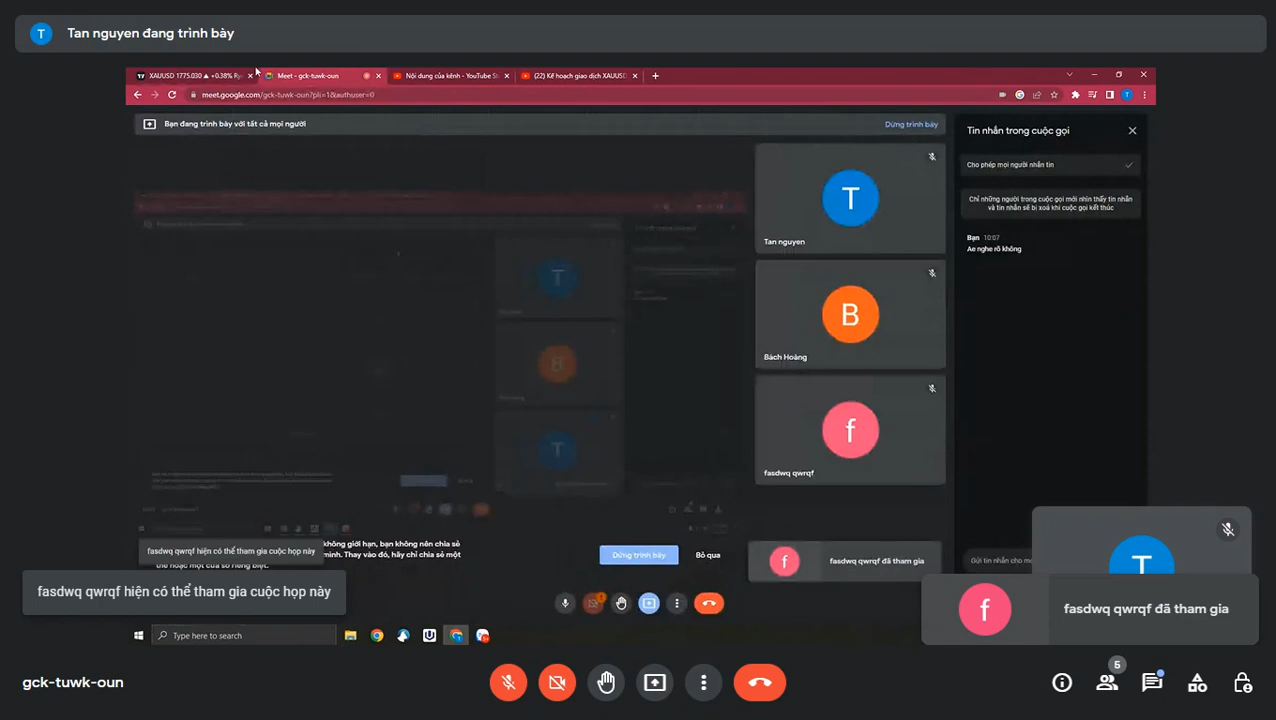 T
Tan nguyen đang trình bày
XAUUSD 1775.030 ▲ +0.38%
Meet - gck-tuwk-oun
Nội dung của kênh - YouTube St
(22) Kế hoạch giao dịch XAUUSD
meet.google.com/gck-tuwk-oun?pli=1&authuser=0
T
Bạn đang trình bày với tất cả mọi người
Dừng trình bày
Tin nhắn trong cuộc gọi
Cho phép mọi người nhắn tin
Chỉ những người trong cuộc gọi mới nhìn thấy tin nhắn
và tin nhắn sẽ bị xoá khi cuộc gọi kết thúc
Bạn 10:07
Ae nghe rõ không
T
Tan nguyen
B
Bách Hoàng
f
fasdwq qwrqf
T
B
T
không giới hạn, bạn không nên chia sẻ
mình. Thay vào đó, hãy chỉ chia sẻ một
thẻ hoặc một cửa sổ riêng biệt.
fasdwq qwrqf hiện có thể tham gia cuộc họp này
Dừng trình bày
Bỏ qua
f
fasdwq qwrqf đã tham gia
Gửi tin nhắn cho
T
fasdwq qwrqf hiện có thể tham gia cuộc họp này
f
fasdwq qwrqf đã tham gia
Type here to search
gck-tuwk-oun
5